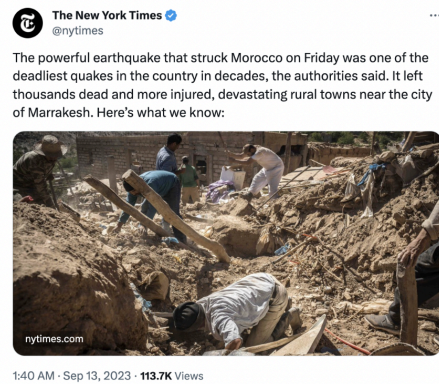 The New York Times
@nytimes
The powerful earthquake that struck Morocco on Friday was one of the
deadliest quakes in the country in decades, the authorities said. It left
thousands dead and more injured, devastating rural towns near the city
of Marrakesh. Here’s what we know:
nytimes.com
1:40 AM · Sep 13, 2023 · 113.7K Views